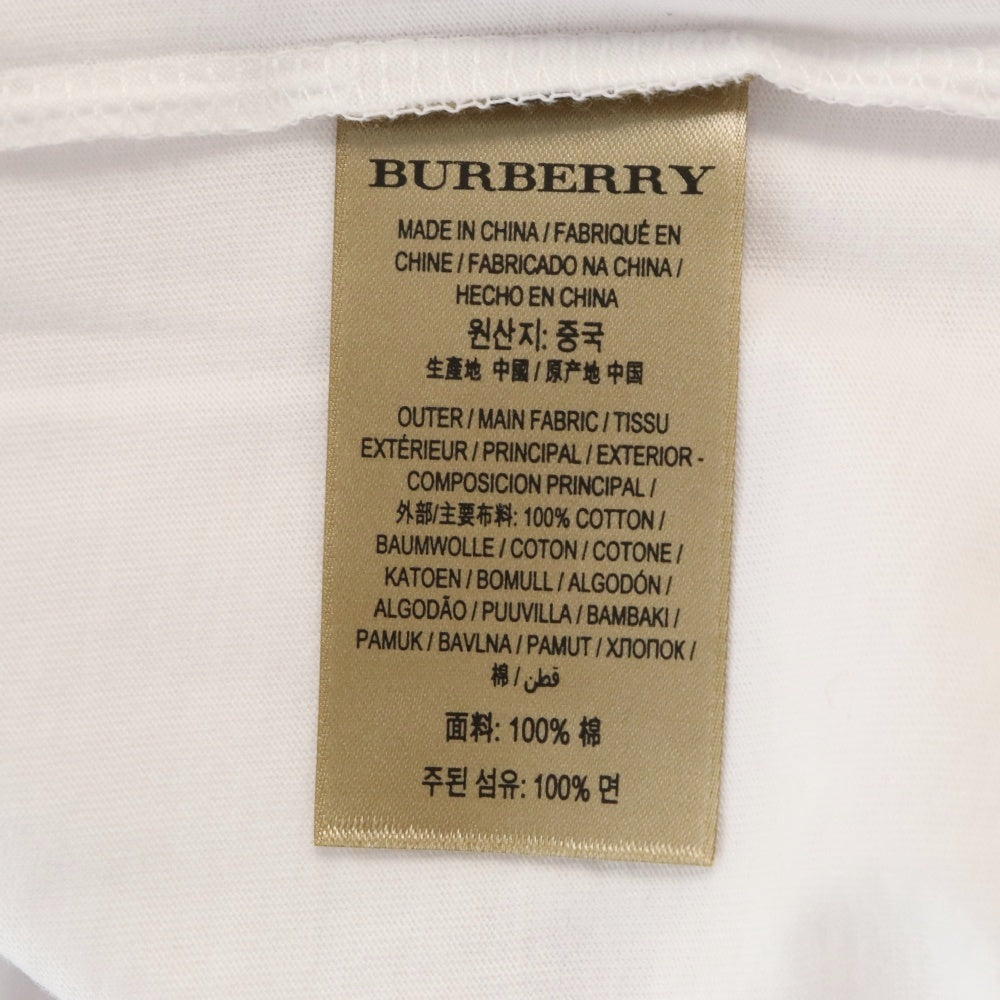 BURBERRY
MADE IN CHINA / FABRIQUÉ EN
CHINE / FABRICADO NA CHINA /
HECHO EN CHINA
원산지: 중국
生產地 中國 / 原产地 中国
OUTER / MAIN FABRIC / TISSU
EXTÉRIEUR / PRINCIPAL / EXTERIOR -
COMPOSICION PRINCIPAL /
外部/主要布料: 100% COTTON /
BAUMWOLLE / COTON / COTONE /
KATOEN / BOMULL / ALGODÓN /
ALGODÃO / PUUVILLA / BAMBAKI /
PAMUK / BAVLNA / PAMUT / ХЛОПОК /
棉 / قطن
面料: 100% 棉
주된 섬유: 100% 면